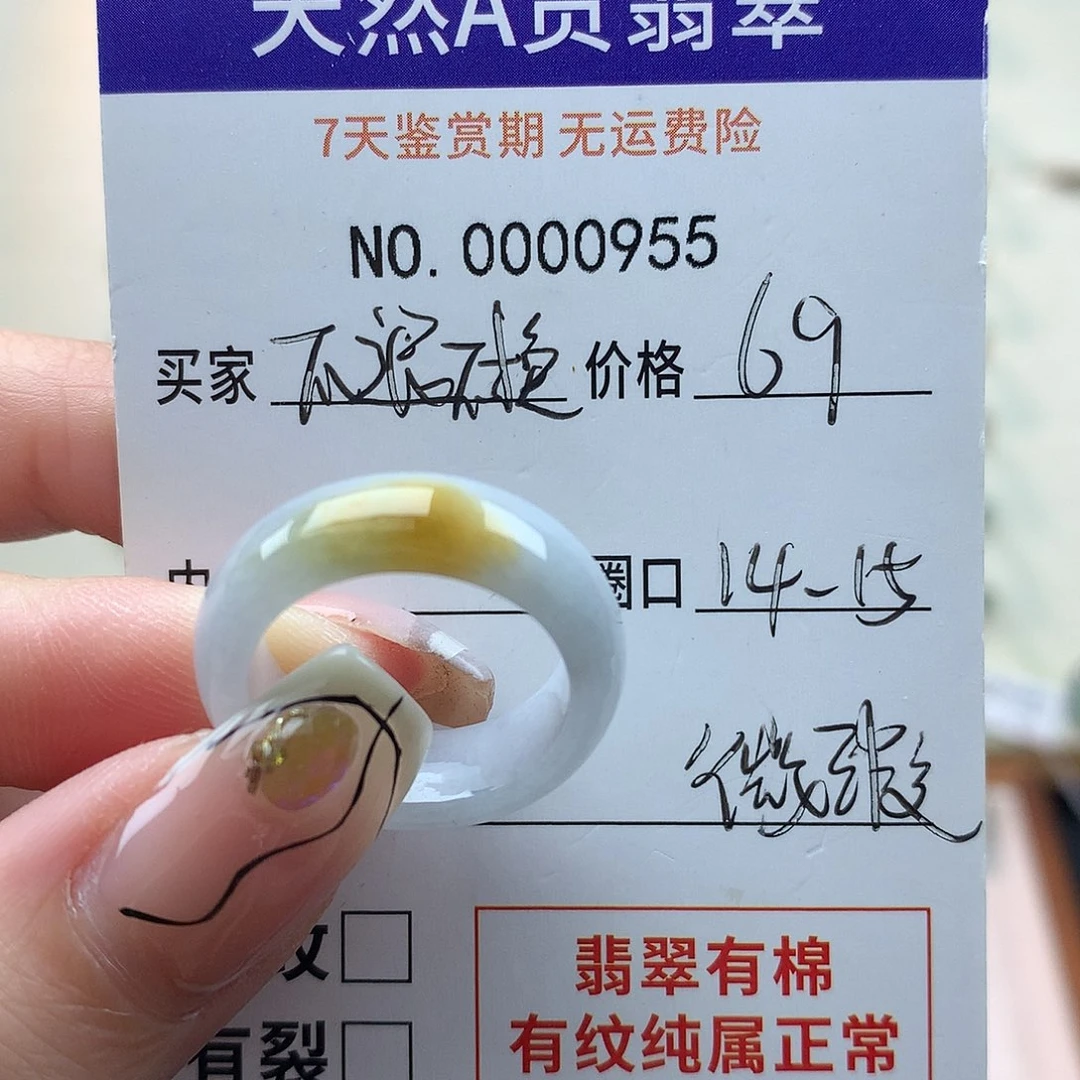 天然A货翡翠
7天鉴赏期 无运费险
NO. 0000955
买家 不退不换 价格 69
圈口 14-15
微瑕
纹
有裂
翡翠有棉
有纹纯属正常